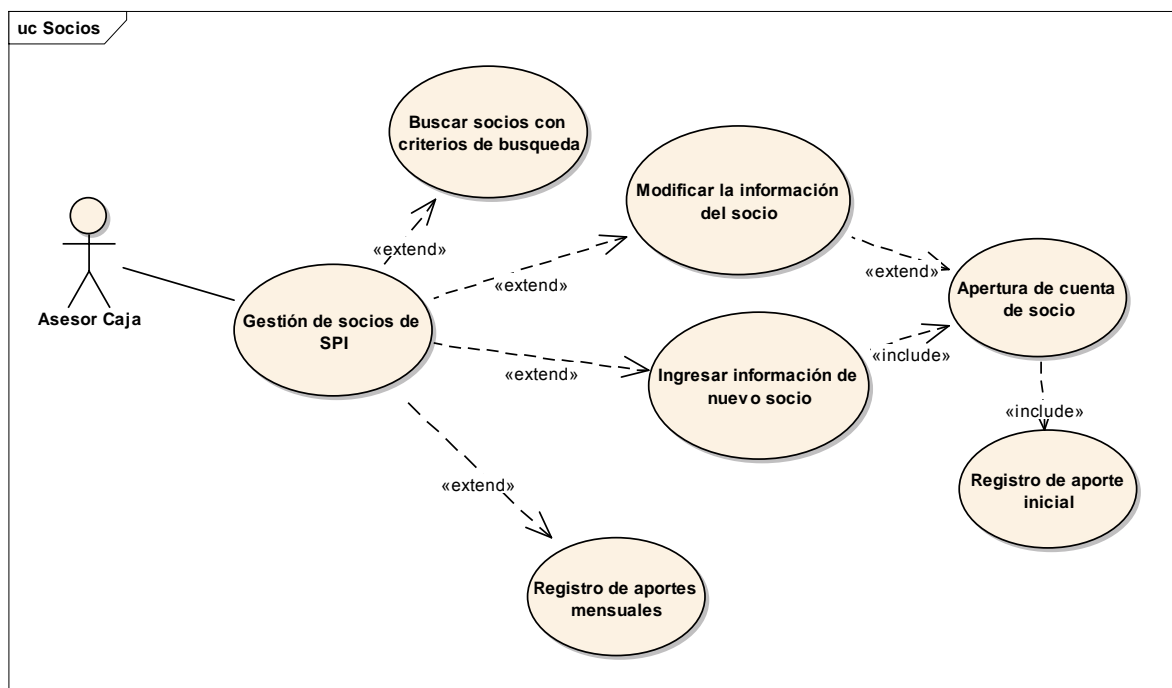 uc Socios
Buscar socios con
criterios de busqueda
Modificar la información
del socio
«extend»
«extend»
«extend»
Apertura de cuenta
de socio
Asesor Caja
Gestión de socios de
SPI
«extend»
«include»
Ingresar información de
nuevo socio
«include»
«extend»
Registro de aporte
inicial
Registro de aportes
mensuales